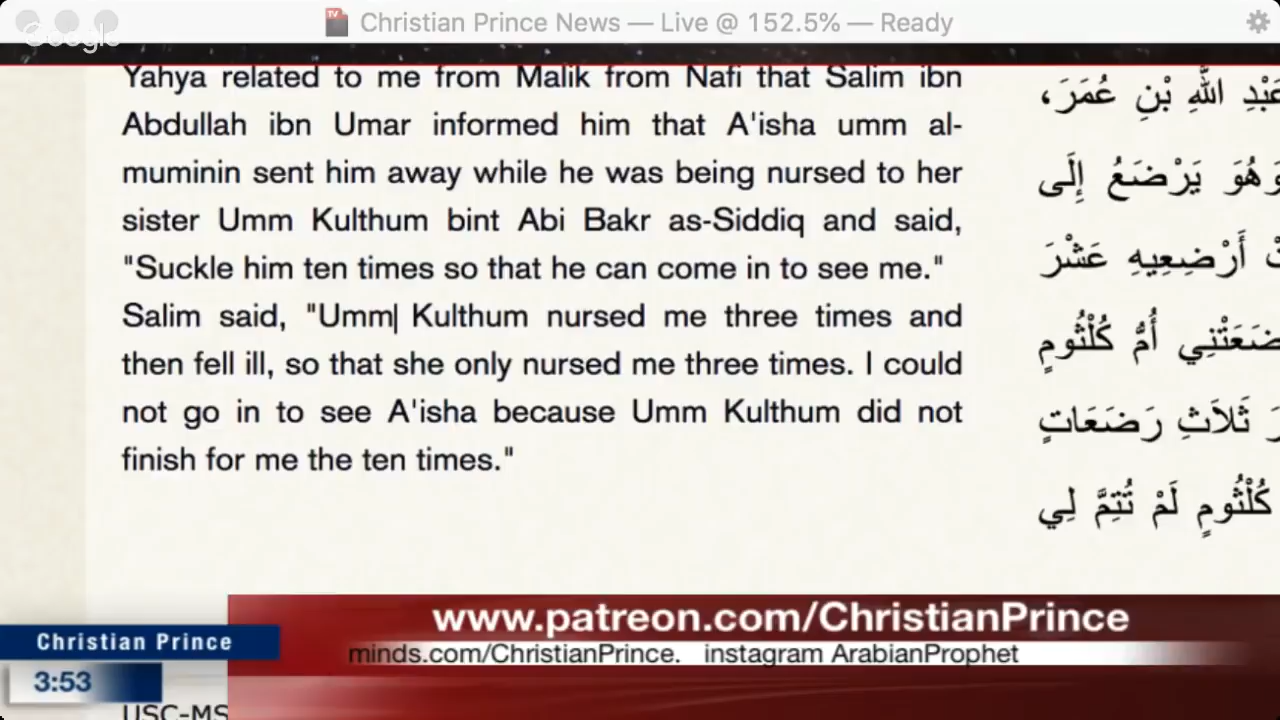 Christian Prince News — Live @ 152.5% — Ready
Google
Yahya related to me from Malik from Nafi that Salim ibn
Abdullah ibn Umar informed him that A'isha umm al-
muminin sent him away while he was being nursed to her
sister Umm Kulthum bint Abi Bakr as-Siddiq and said,
"Suckle him ten times so that he can come in to see me."
Salim said, "Umm Kulthum nursed me three times and
then fell ill, so that she only nursed me three times. I could
not go in to see A'isha because Umm Kulthum did not
finish for me the ten times."
عَبْدِ اللَّهِ بْنِ عُمَرَ،
وَهُوَ يَرْضَعُ إِلَى
أَرْضِعِيهِ عَشْرَ
أُمُّ كُلْثُومٍ
ثَلاَثِ رَضَعَاتٍ
كُلْثُومٍ لَمْ تُتِمَّ لِي
www.patreon.com/ChristianPrince
minds.com/ChristianPrince. instagram ArabianProphet
Christian Prince
3:53
USC-MS